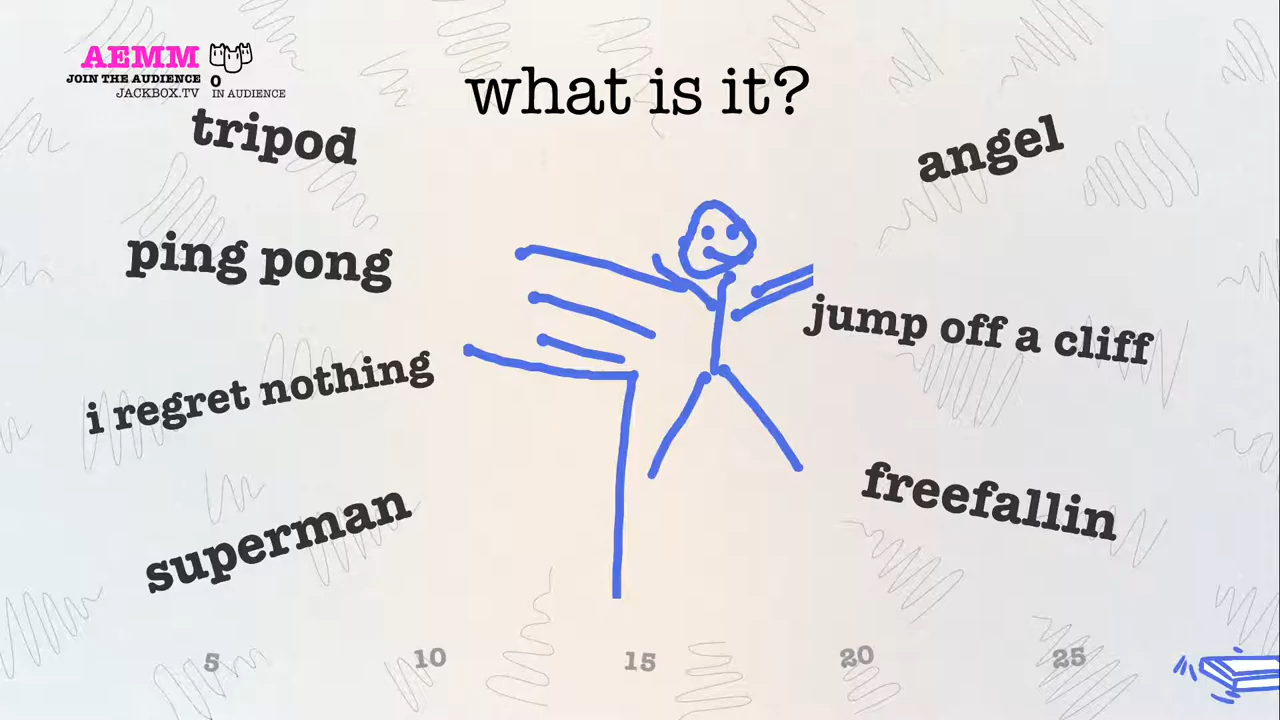 AEMM
JOIN THE AUDIENCE
JACKBOX.TV
0
IN AUDIENCE
what is it?
tripod
angel
ping pong
jump off a cliff
i regret nothing
freefallin
superman
5 10 15 20 25